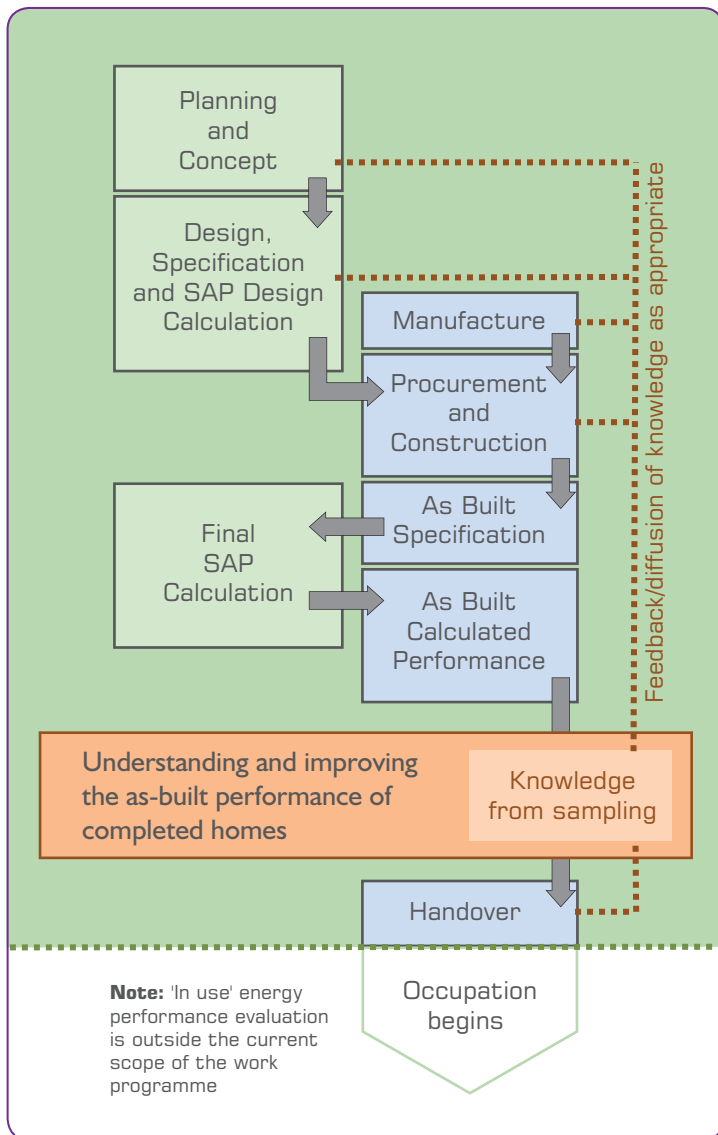 Planning
and
Concept
Design,
Specification
and SAP Design
Calculation
Manufacture
Procurement
and
Construction
As Built
Specification
Final
SAP
Calculation
As Built
Calculated
Performance
Feedback/diffusion of knowledge as appropriate
Understanding and improving
the as-built performance of
completed homes
Knowledge
from sampling
Handover
Note: 'In use' energy
performance evaluation
is outside the current
scope of the work
programme
Occupation
begins